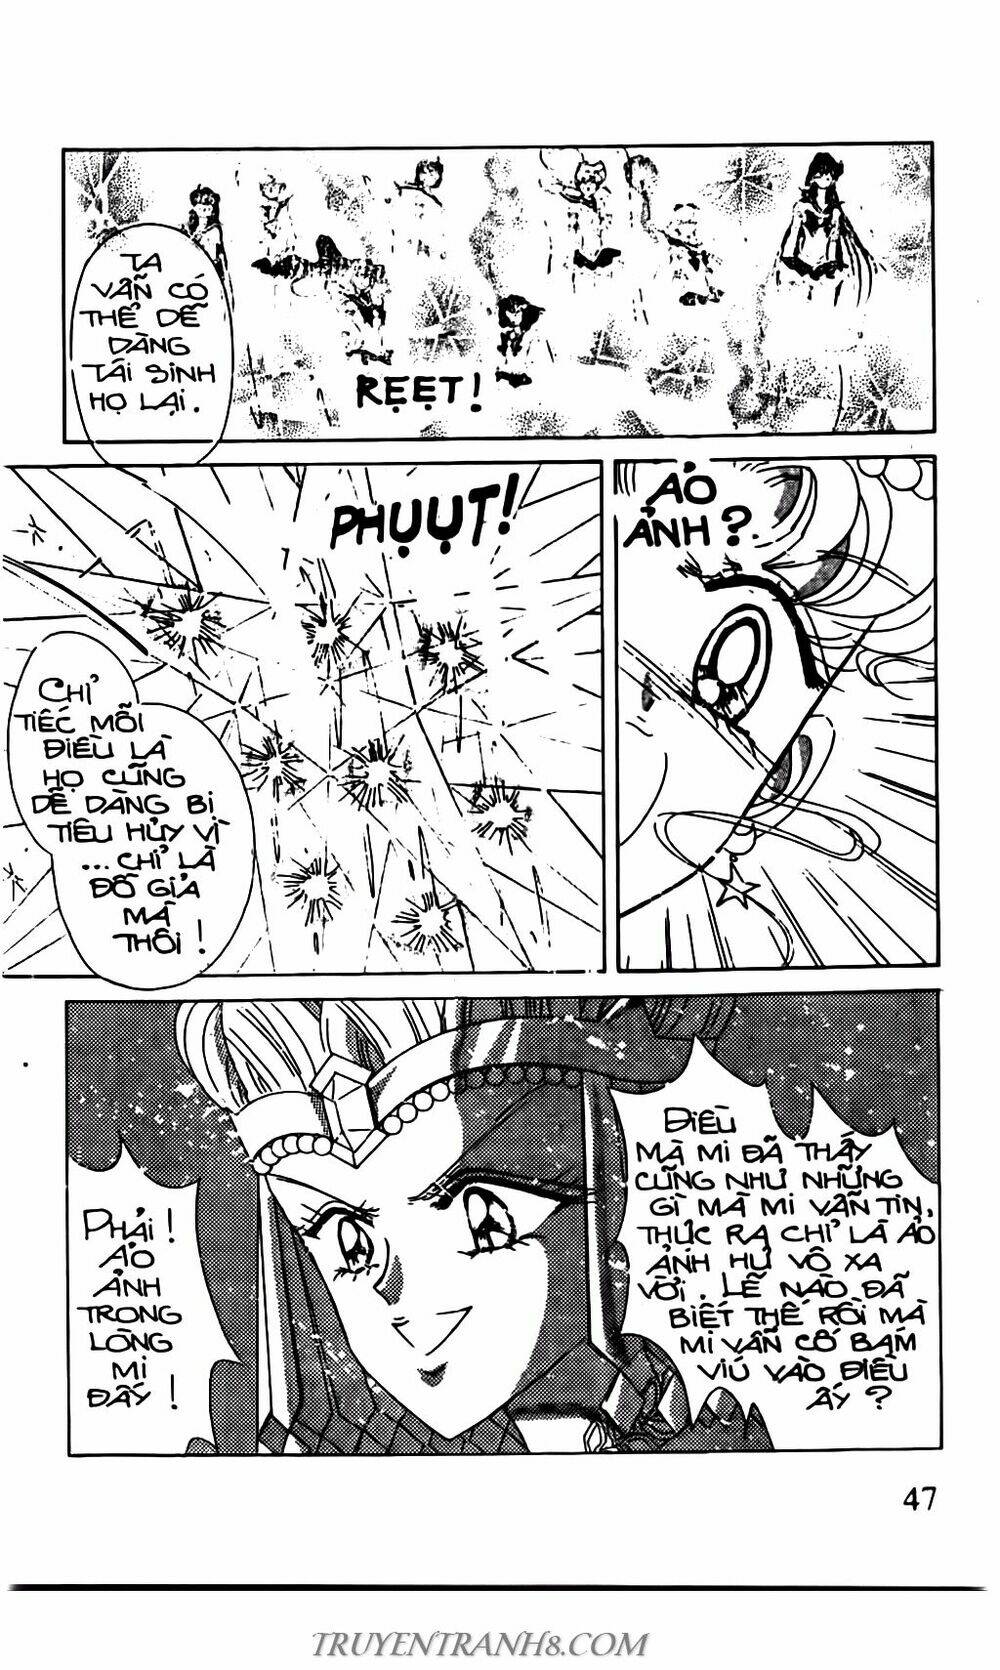 TA
VẪN CÓ
THỂ DỄ
DÀNG
TÁI SINH
HỌ LẠI.
RẸẸT!
PHỤỤT!
ẢO
ẢNH?
CHỈ
TIẾC MỖI
ĐIỀU LÀ
HỌ CŨNG
DỄ DÀNG BỊ
TIÊU HỦY VÌ
... CHỈ LÀ
ĐỒ GIẢ
MÀ
THÔI!
PHẢI!
ẢO
ẢNH
TRONG
LÒNG
MI
ĐẤY!
ĐIỀU
MÀ MI ĐÃ THẤY
CŨNG NHƯ NHỮNG
GÌ MÀ MI VẪN TIN,
THỰC RA CHỈ LÀ ẢO
ẢNH HƯ VÔ XA
VỜI. LẼ NÀO ĐÃ
BIẾT THẾ RỒI MÀ
MI VẪN CỐ BÁM
VÍU VÀO ĐIỀU
ẤY?
47
TRUYENTRANH8.COM